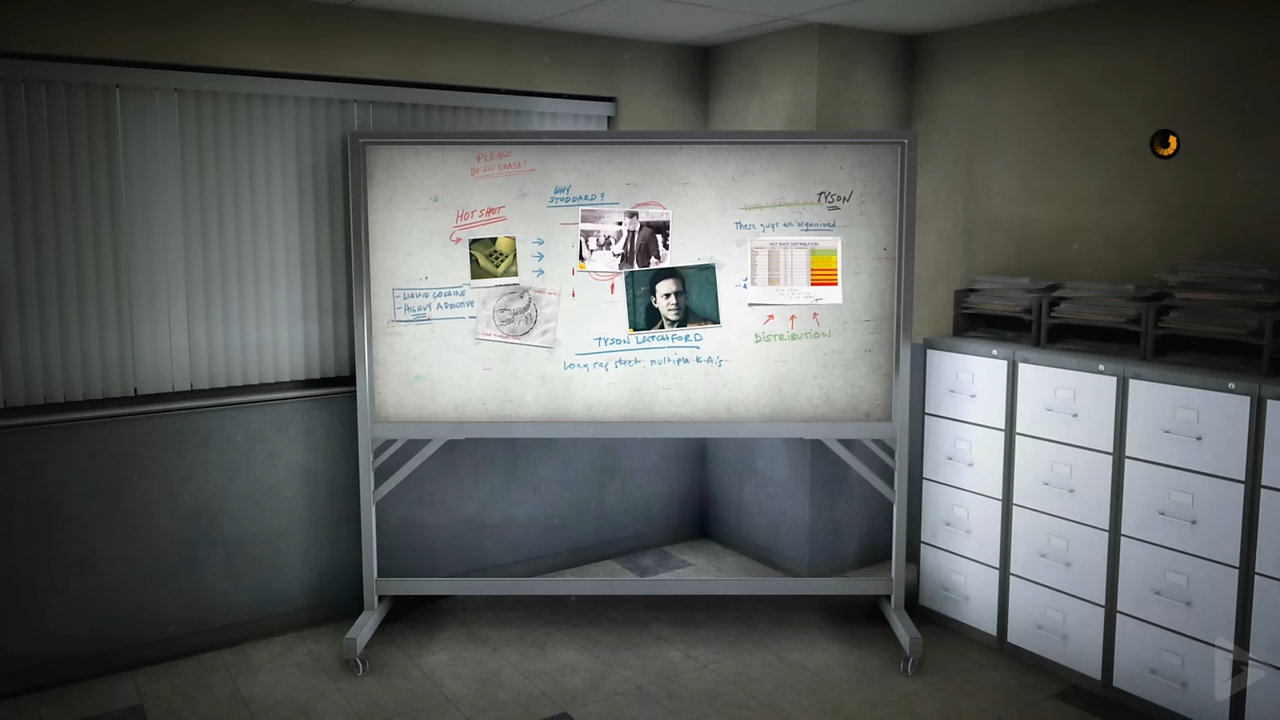 PLEASE
DO NOT ERASE!
WHY
STODDARD?
HOT SHOT
TYSON
These guys are organized...
HOT SHOT DISTRIBUTION
- LIQUID COCAINE
- HIGHLY ADDICTIVE
TYSON LATCHFORD
DISTRIBUTION
Long rap sheet, multiple K.A.'s